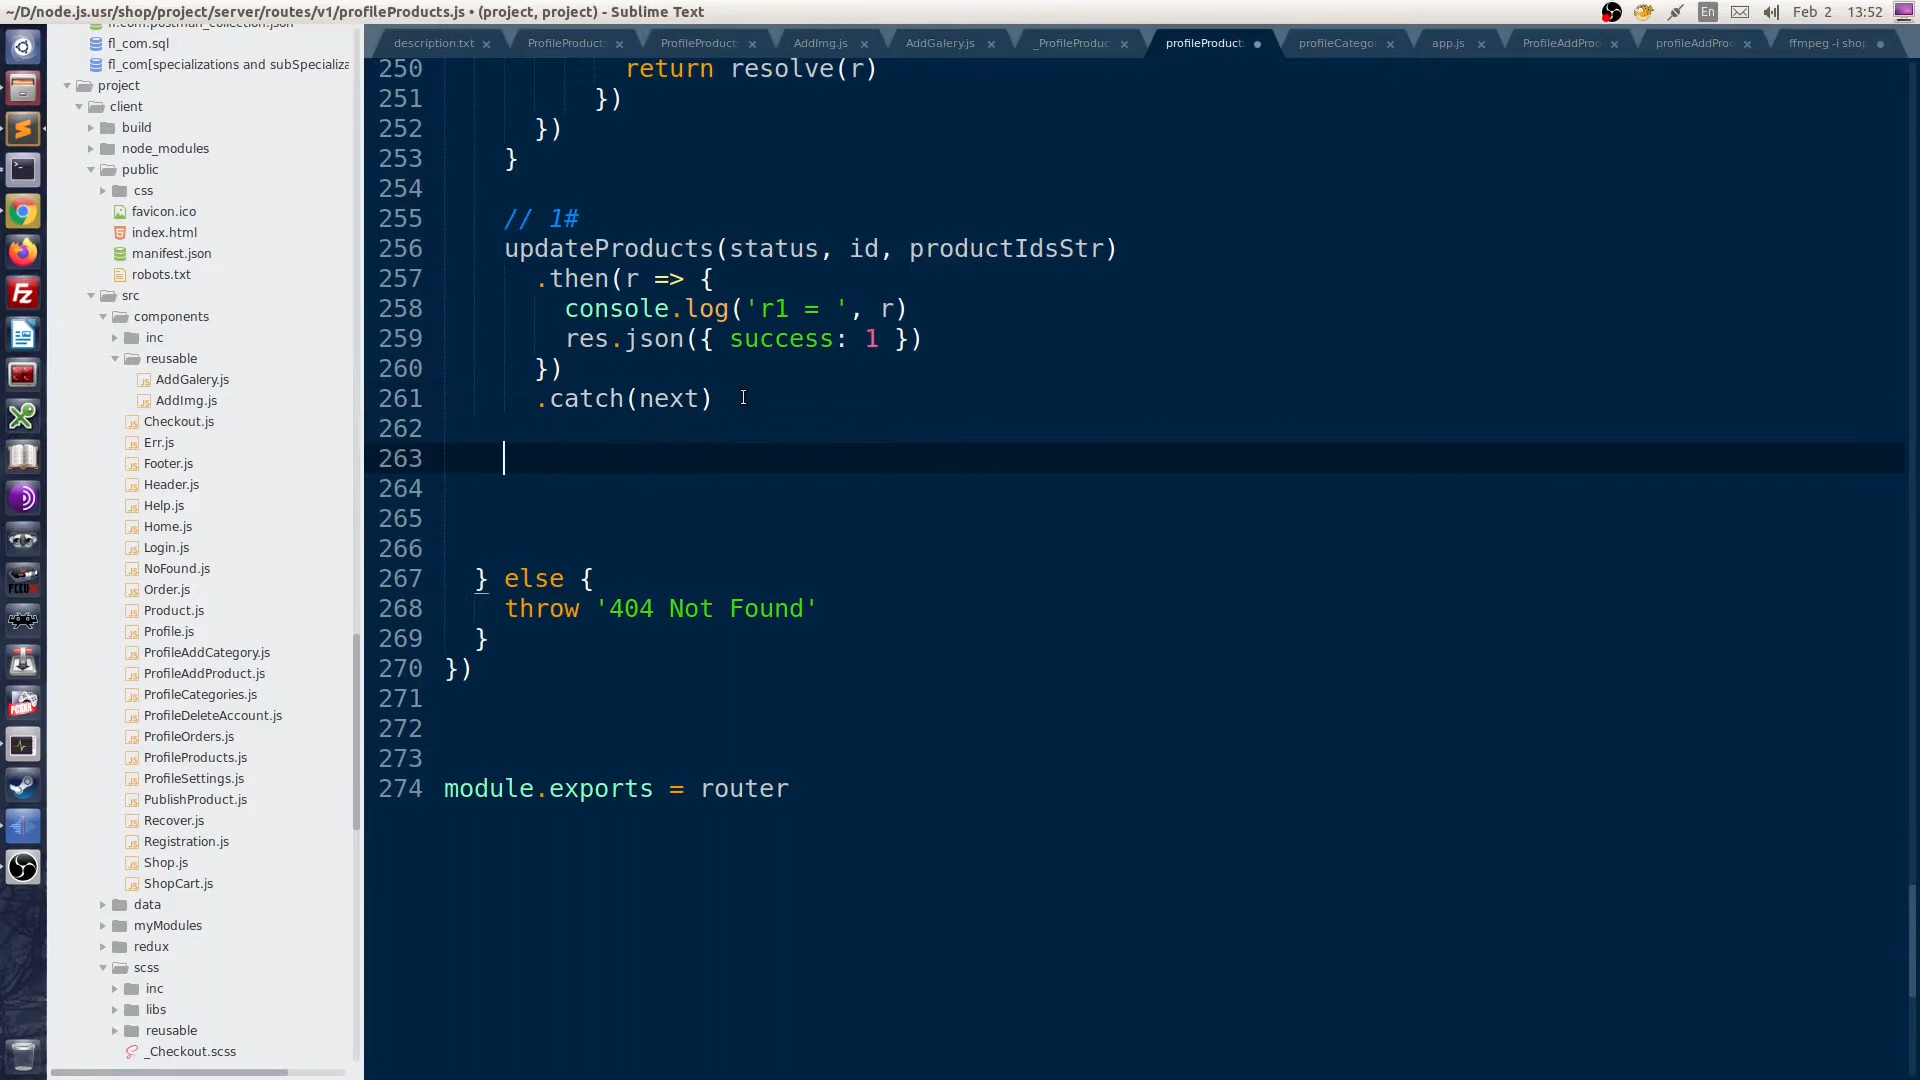 ~/D/node.js.usr/shop/project/server/routes/v1/profileProducts.js • (project, project) - Sublime Text
En
Feb 2
13:52
fl_com.sql
fl_com[specializations and subSpecializa
project
client
build
node_modules
public
css
favicon.ico
index.html
manifest.json
robots.txt
src
components
inc
reusable
AddGalery.js
AddImg.js
Checkout.js
Err.js
Footer.js
Header.js
Help.js
Home.js
Login.js
NoFound.js
Order.js
Product.js
Profile.js
ProfileAddCategory.js
ProfileAddProduct.js
ProfileCategories.js
ProfileDeleteAccount.js
ProfileOrders.js
ProfileProducts.js
ProfileSettings.js
PublishProduct.js
Recover.js
Registration.js
Shop.js
ShopCart.js
data
myModules
redux
scss
inc
libs
reusable
_Checkout.scss
description.txt
ProfileProduct
ProfileProduct
AddImg.js
AddGalery.js
_ProfileProduc
profileProduct
profileCatego
app.js
ProfileAddPro
profileAddPro
ffmpeg -i sho
250 return resolve(r)
251 })
252 })
253 }
254
255 // 1#
256 updateProducts(status, id, productIdsStr)
257 .then(r => {
258 console.log('r1 = ', r)
259 res.json({ success: 1 })
260 })
261 .catch(next)
262
263
264
265
266
267 } else {
268 throw '404 Not Found'
269 }
270 })
271
272
273
274 module.exports = router